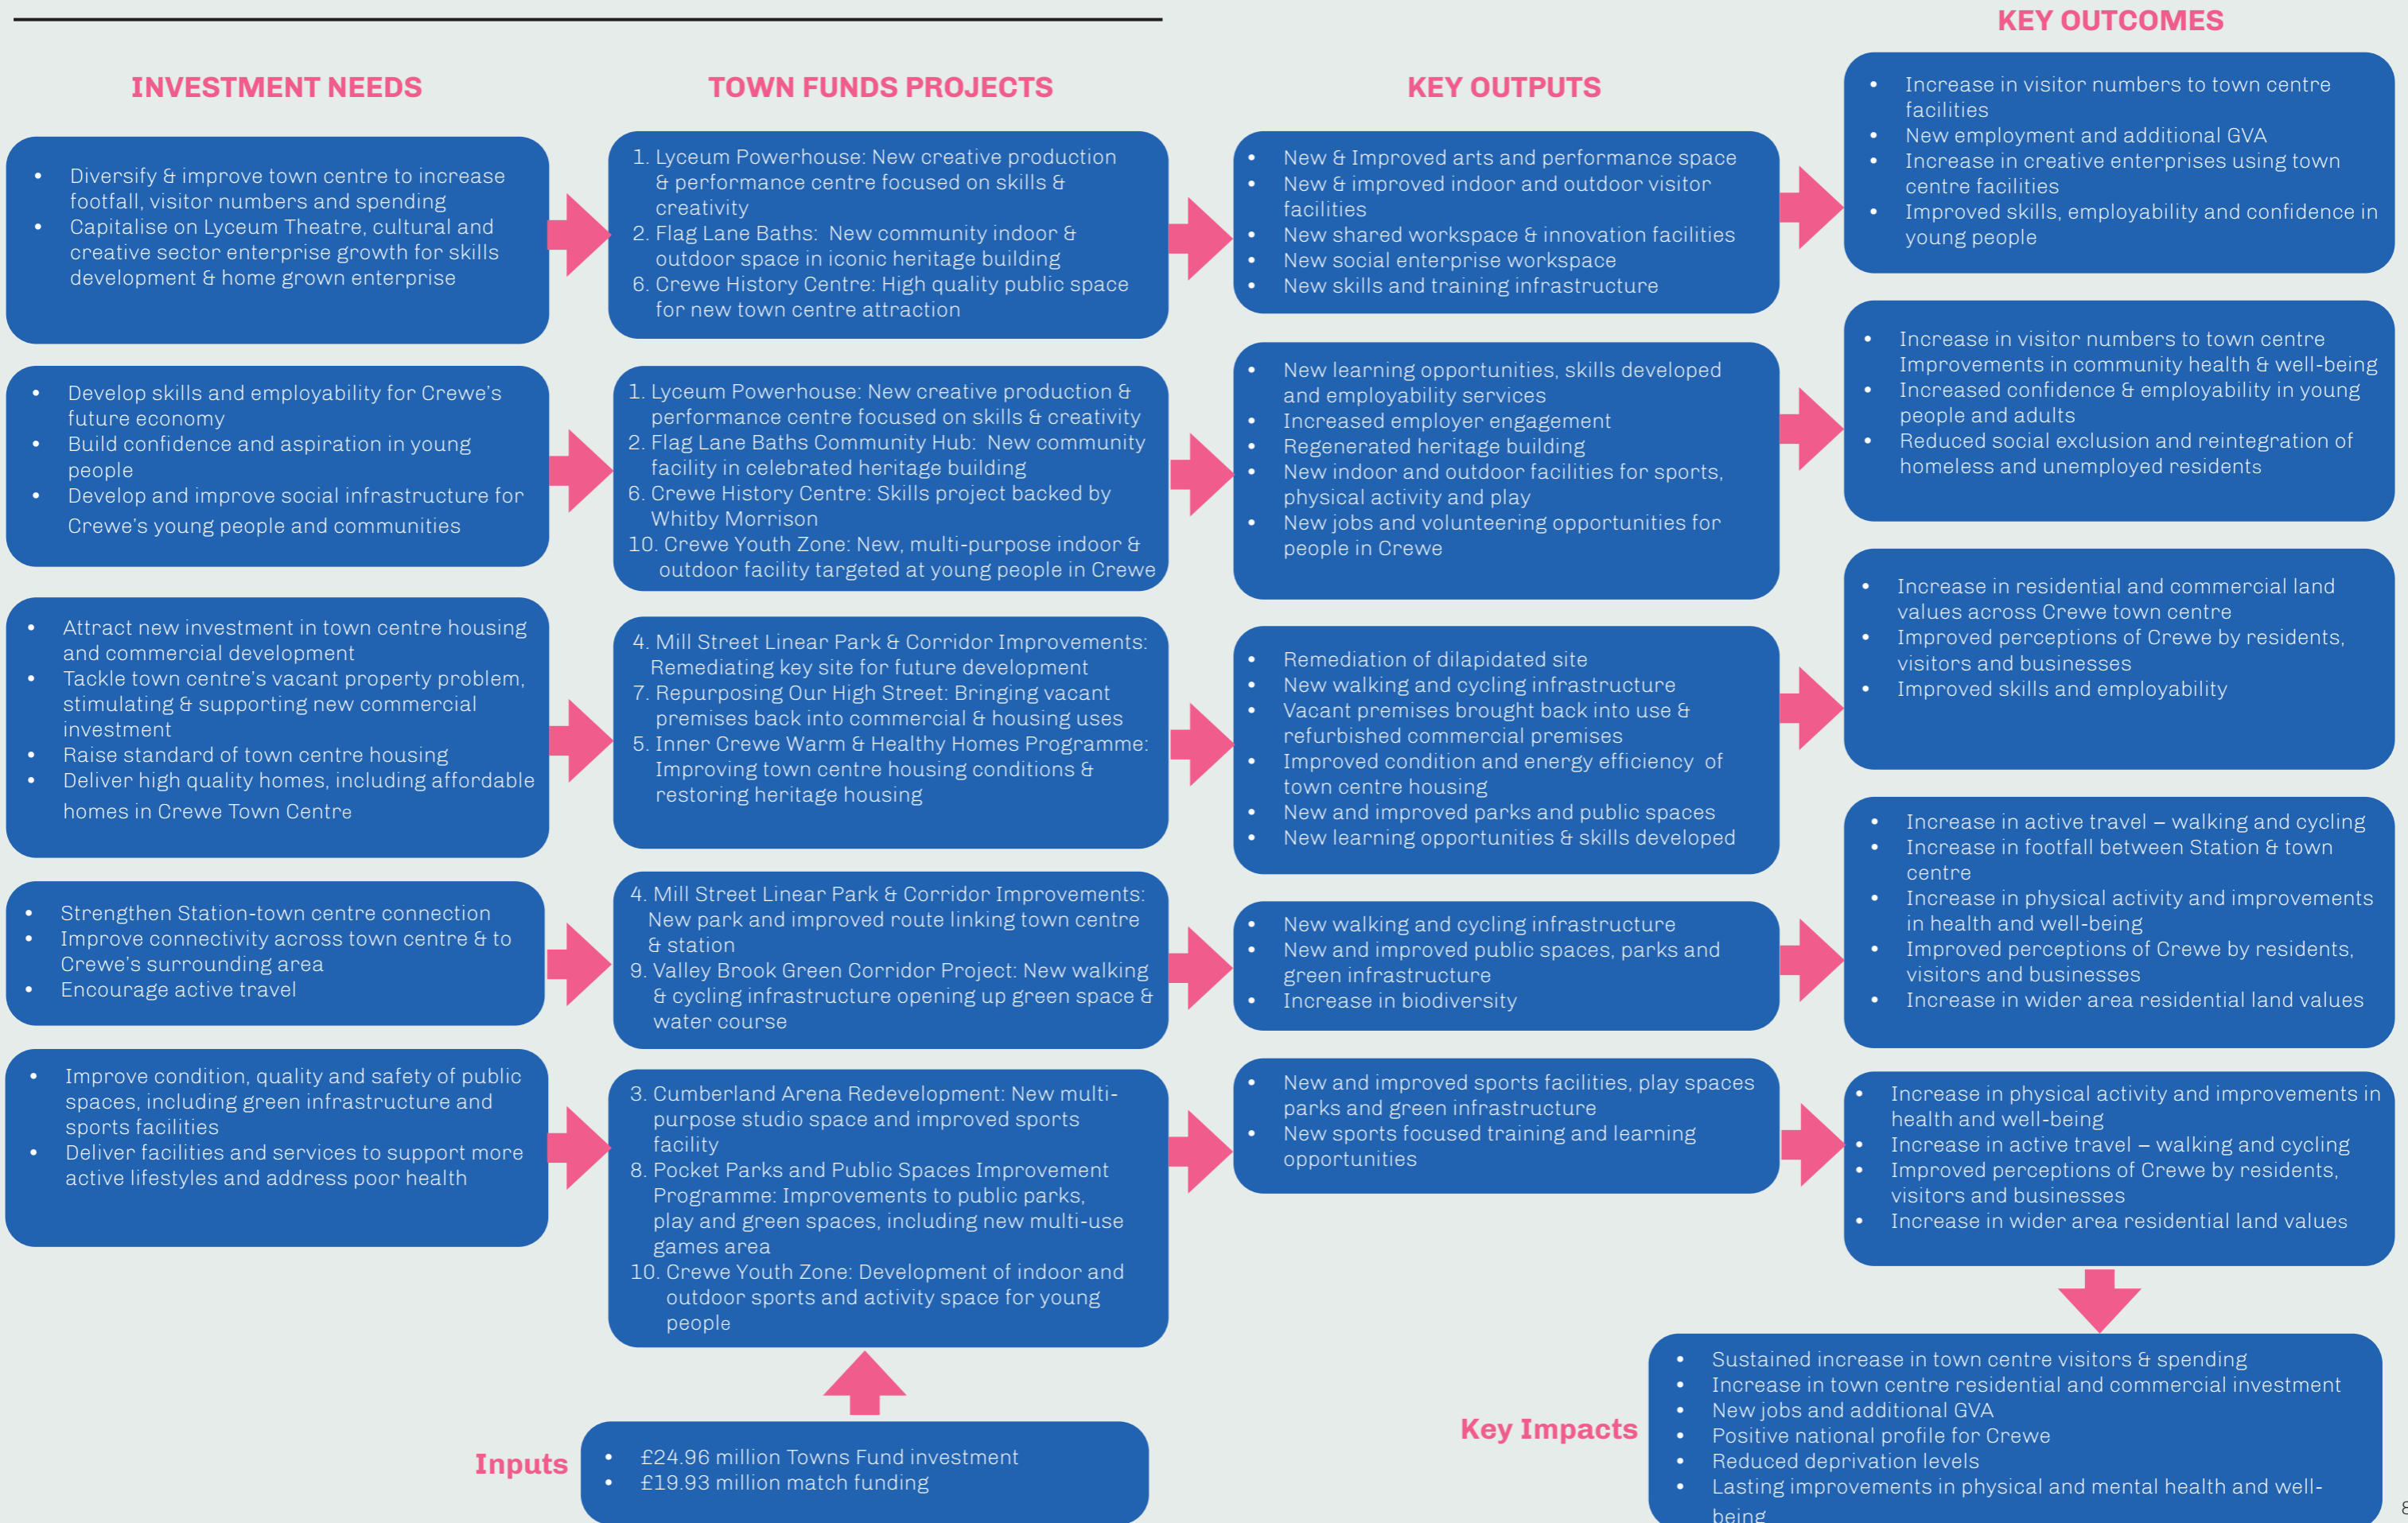 INVESTMENT NEEDS
• Diversify & improve town centre to increase
footfall, visitor numbers and spending
• Capitalise on Lyceum Theatre, cultural and
creative sector enterprise growth for skills
development & home grown enterprise
• Develop skills and employability for Crewe's
future economy
• Build confidence and aspiration in young
people
• Develop and improve social infrastructure for
Crewe's young people and communities
• Attract new investment in town centre housing
and commercial development
• Tackle town centre's vacant property problem,
stimulating & supporting new commercial
investment
• Raise standard of town centre housing
• Deliver high quality homes, including affordable
homes in Crewe Town Centre
• Strengthen Station-town centre connection
• Improve connectivity across town centre & to
Crewe's surrounding area
• Encourage active travel
• Improve condition, quality and safety of public
spaces, including green infrastructure and
sports facilities
• Deliver facilities and services to support more
active lifestyles and address poor health
TOWN FUNDS PROJECTS
1. Lyceum Powerhouse: New creative production
& performance centre focused on skills &
creativity
2. Flag Lane Baths: New community indoor &
outdoor space in iconic heritage building
6. Crewe History Centre: High quality public space
for new town centre attraction
1. Lyceum Powerhouse: New creative production &
performance centre focused on skills & creativity
2. Flag Lane Baths Community Hub: New community
facility in celebrated heritage building
6. Crewe History Centre: Skills project backed by
Whitby Morrison
10. Crewe Youth Zone: New, multi-purpose indoor &
outdoor facility targeted at young people in Crewe
4. Mill Street Linear Park & Corridor Improvements:
Remediating key site for future development
7. Repurposing Our High Street: Bringing vacant
premises back into commercial & housing uses
5. Inner Crewe Warm & Healthy Homes Programme:
Improving town centre housing conditions &
restoring heritage housing
4. Mill Street Linear Park & Corridor Improvements:
New park and improved route linking town centre
& station
9. Valley Brook Green Corridor Project: New walking
& cycling infrastructure opening up green space &
water course
3. Cumberland Arena Redevelopment: New multi-
purpose studio space and improved sports
facility
8. Pocket Parks and Public Spaces Improvement
Programme: Improvements to public parks,
play and green spaces, including new multi-use
games area
10. Crewe Youth Zone: Development of indoor and
outdoor sports and activity space for young
people
Inputs
• £24.96 million Towns Fund investment
• £19.93 million match funding
KEY OUTPUTS
• New & Improved arts and performance space
• New & improved indoor and outdoor visitor
facilities
• New shared workspace & innovation facilities
• New social enterprise workspace
• New skills and training infrastructure
• New learning opportunities, skills developed
and employability services
• Increased employer engagement
• Regenerated heritage building
• New indoor and outdoor facilities for sports,
physical activity and play
• New jobs and volunteering opportunities for
people in Crewe
• Remediation of dilapidated site
• New walking and cycling infrastructure
• Vacant premises brought back into use &
refurbished commercial premises
• Improved condition and energy efficiency of
town centre housing
• New and improved parks and public spaces
• New learning opportunities & skills developed
• New walking and cycling infrastructure
• New and improved public spaces, parks and
green infrastructure
• Increase in biodiversity
• New and improved sports facilities, play spaces
parks and green infrastructure
• New sports focused training and learning
opportunities
KEY OUTCOMES
• Increase in visitor numbers to town centre
facilities
• New employment and additional GVA
• Increase in creative enterprises using town
centre facilities
• Improved skills, employability and confidence in
young people
• Increase in visitor numbers to town centre
Improvements in community health & well-being
• Increased confidence & employability in young
people and adults
• Reduced social exclusion and reintegration of
homeless and unemployed residents
• Increase in residential and commercial land
values across Crewe town centre
• Improved perceptions of Crewe by residents,
visitors and businesses
• Improved skills and employability
• Increase in active travel – walking and cycling
• Increase in footfall between Station & town
centre
• Increase in physical activity and improvements
in health and well-being
• Improved perceptions of Crewe by residents,
visitors and businesses
• Increase in wider area residential land values
• Increase in physical activity and improvements in
health and well-being
• Increase in active travel – walking and cycling
• Improved perceptions of Crewe by residents,
visitors and businesses
• Increase in wider area residential land values
Key Impacts
• Sustained increase in town centre visitors & spending
• Increase in town centre residential and commercial investment
• New jobs and additional GVA
• Positive national profile for Crewe
• Reduced deprivation levels
• Lasting improvements in physical and mental health and well-
being